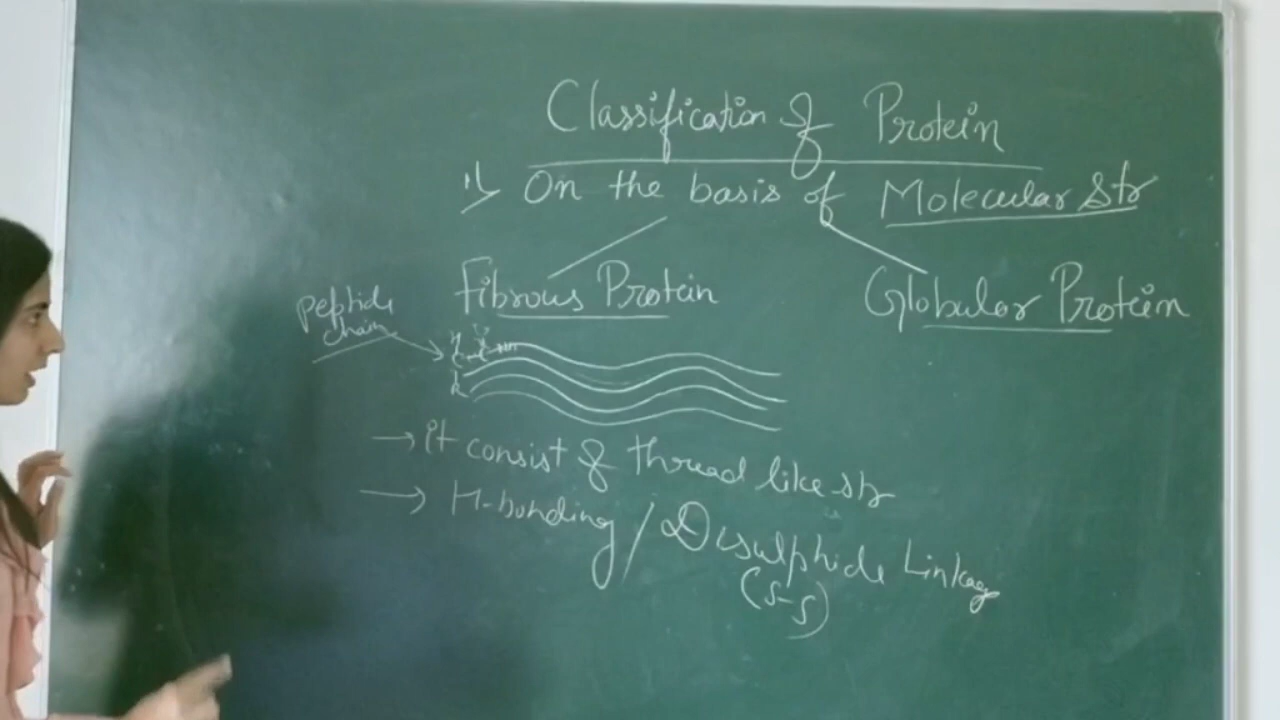 Classification of Protein
1) On the basis of Molecular Str
Fibrous Protein
Globular Protein
peptide
chain
→ it consist of thread like str
→ H-bonding / Disulphide Linkage
(S-S)